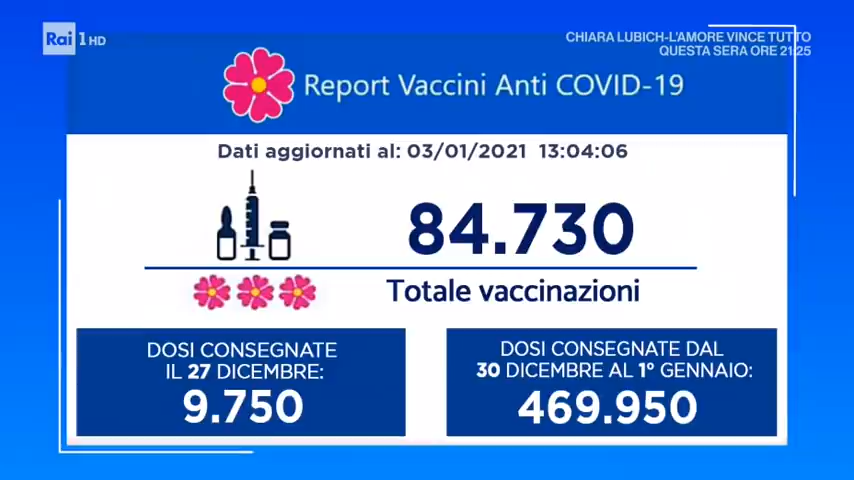 Rai 1 HD
CHIARA LUBICH-L'AMORE VINCE TUTTO
QUESTA SERA ORE 21:25
Report Vaccini Anti COVID-19
Dati aggiornati al: 03/01/2021 13:04:06
84.730
Totale vaccinazioni
DOSI CONSEGNATE
IL 27 DICEMBRE:
9.750
DOSI CONSEGNATE DAL
30 DICEMBRE AL 1° GENNAIO:
469.950